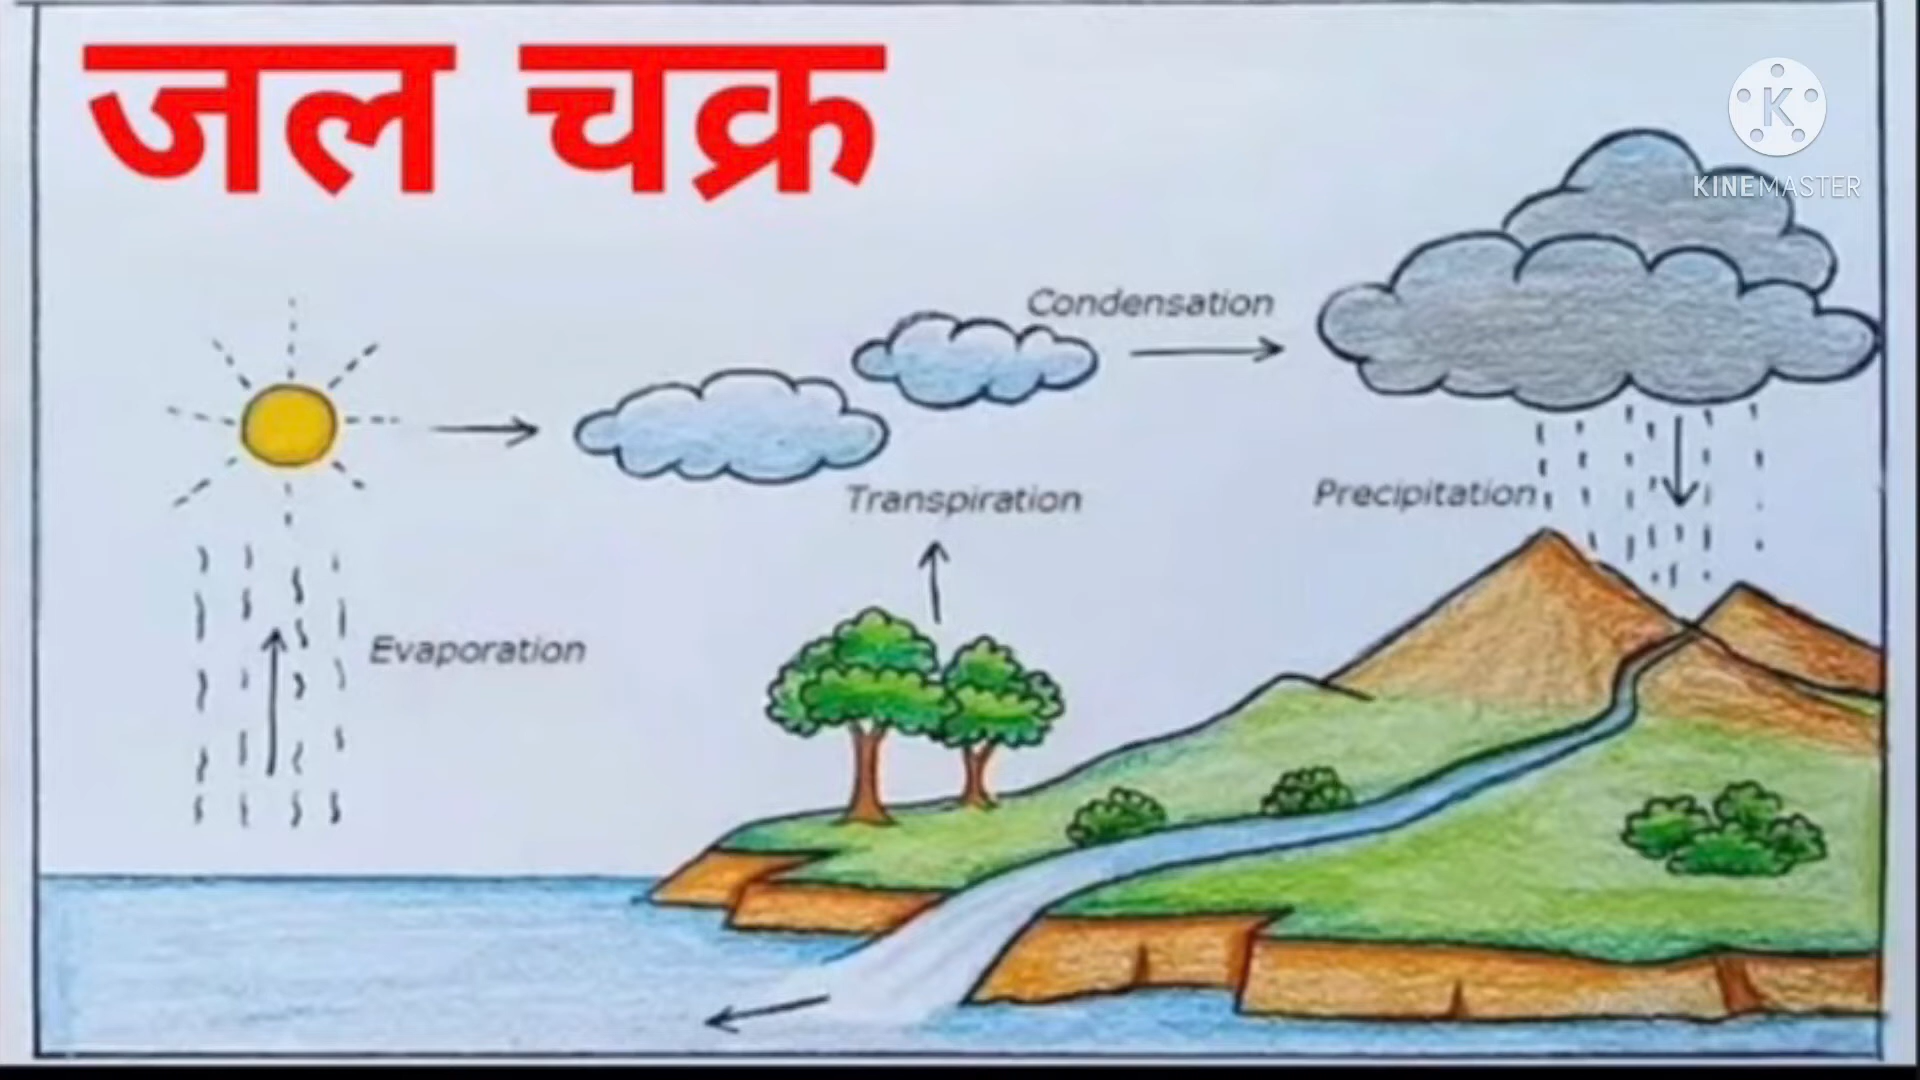 जल चक्र
KINEMASTER
Condensation
Transpiration
Precipitation
Evaporation